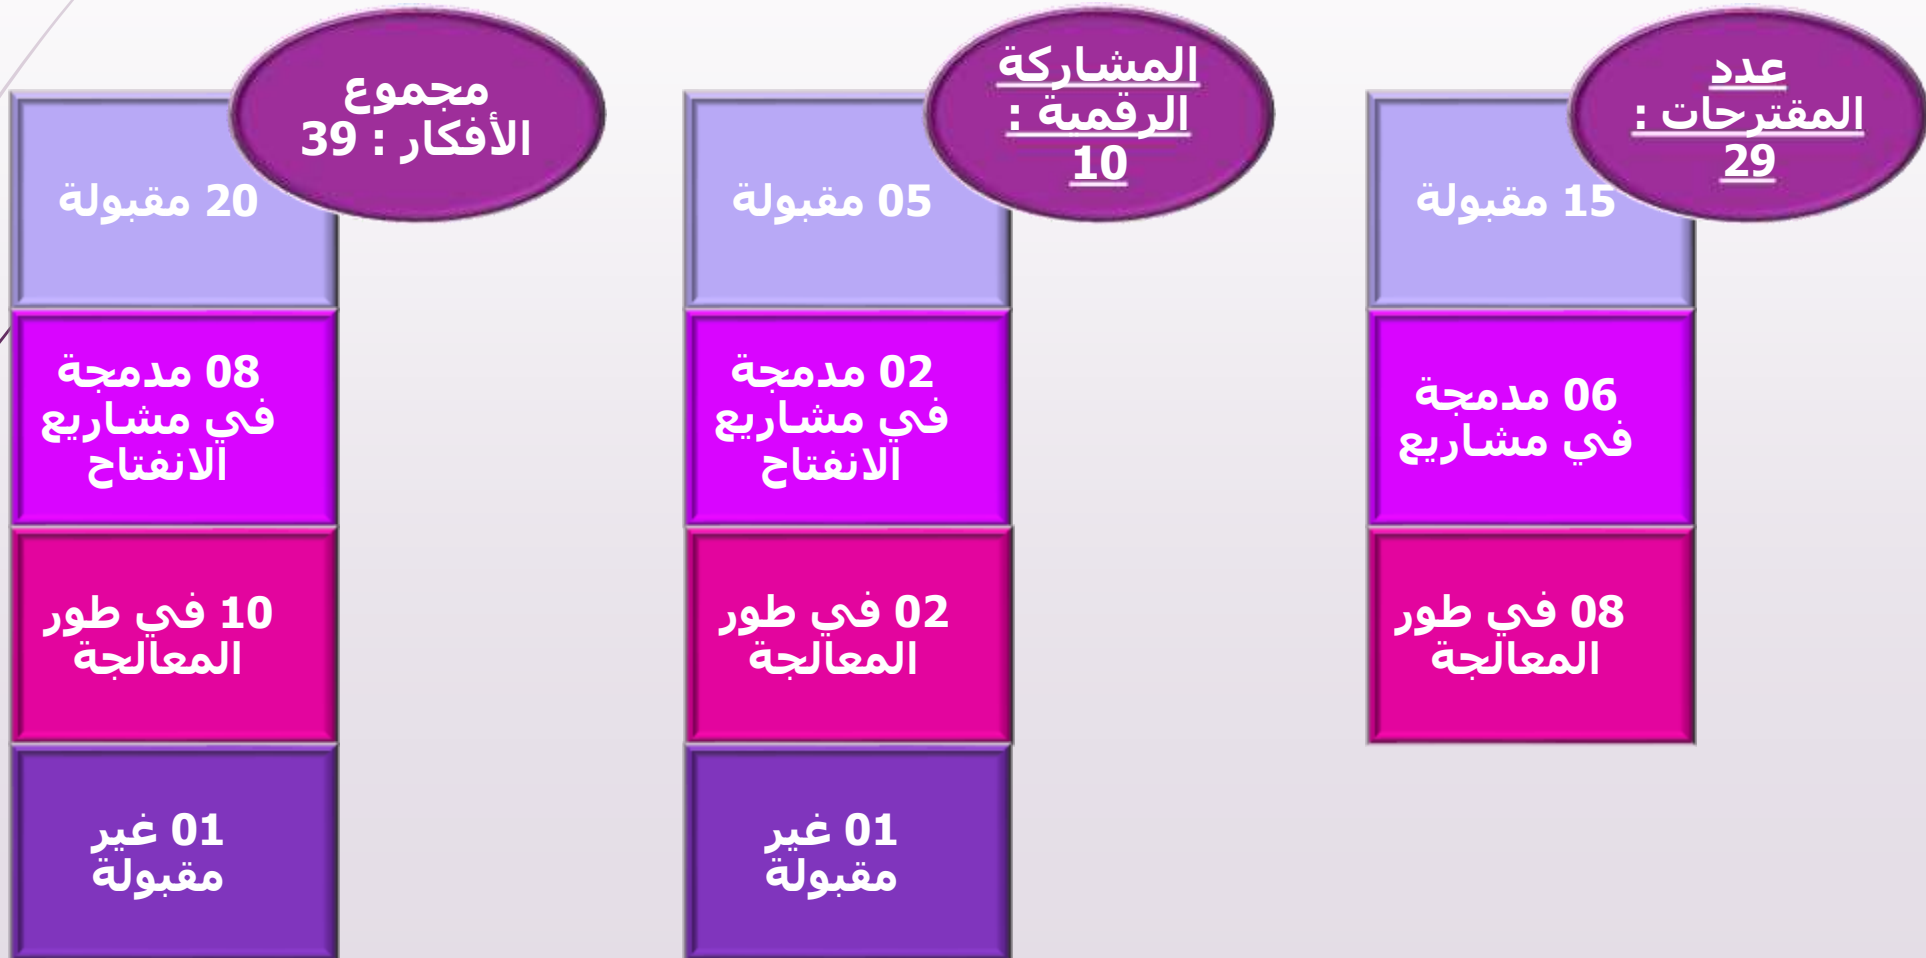 عدد
المقترحات :
29
15 مقبولة
06 مدمجة
في مشاريع
08 في طور
المعالجة
المشاركة
الرقمية :
10
05 مقبولة
02 مدمجة
في مشاريع
الانفتاح
02 في طور
المعالجة
01 غير
مقبولة
مجموع
الأفكار : 39
20 مقبولة
08 مدمجة
في مشاريع
الانفتاح
10 في طور
المعالجة
01 غير
مقبولة